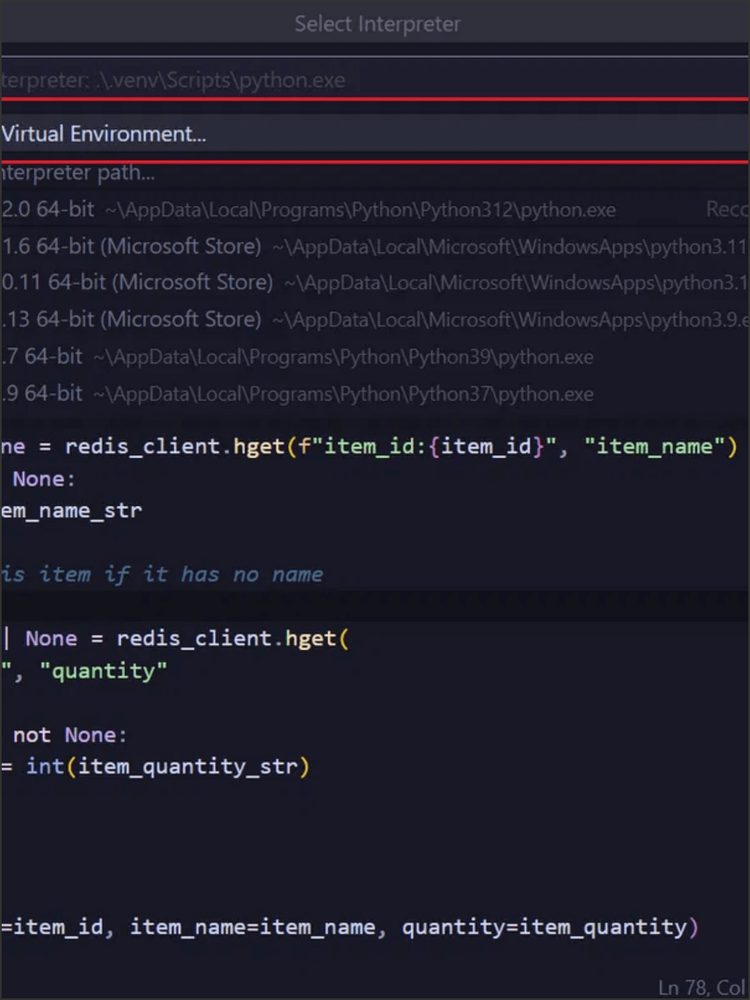 Select Interpreter
terpreter: .\.venv\Scripts\python.exe
Virtual Environment...
nterpreter path...
2.0 64-bit ~\AppData\Local\Programs\Python\Python312\python.exe Reco
1.6 64-bit (Microsoft Store) ~\AppData\Local\Microsoft\WindowsApps\python3.11
0.11 64-bit (Microsoft Store) ~\AppData\Local\Microsoft\WindowsApps\python3.1
.13 64-bit (Microsoft Store) ~\AppData\Local\Microsoft\WindowsApps\python3.9.e
.7 64-bit ~\AppData\Local\Programs\Python\Python39\python.exe
.9 64-bit ~\AppData\Local\Programs\Python\Python37\python.exe
ne = redis_client.hget(f"item_id:{item_id}", "item_name")
None:
em_name_str
is item if it has no name
| None = redis_client.hget(
", "quantity"
not None:
= int(item_quantity_str)
=item_id, item_name=item_name, quantity=item_quantity)
Ln 78, Col